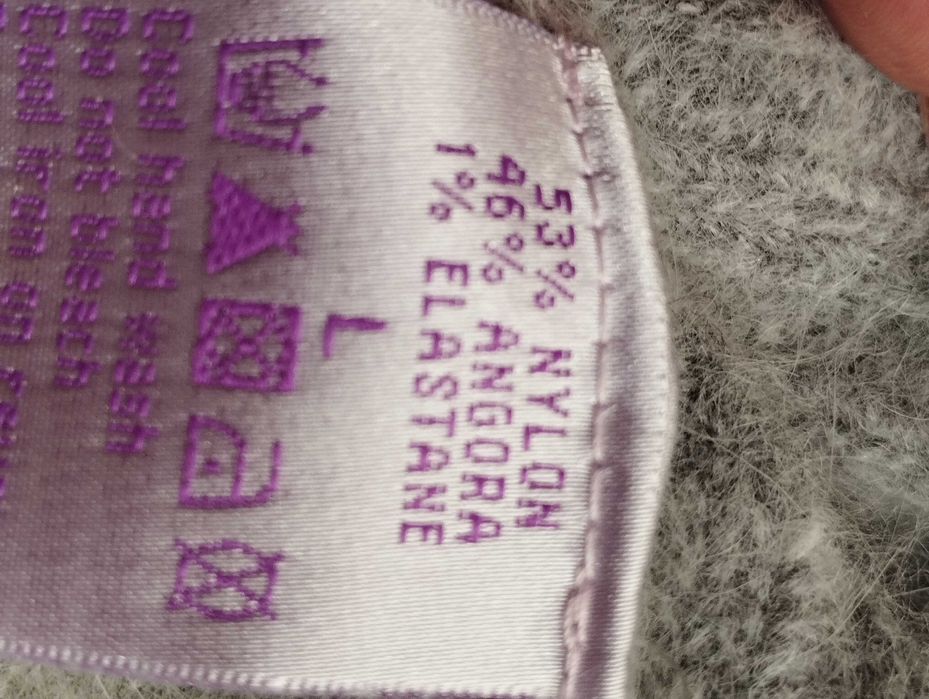 53% NYLON
46% ANGORA
1% ELASTANE
L
Cool hand wash
Do not bleach
Cool iron on